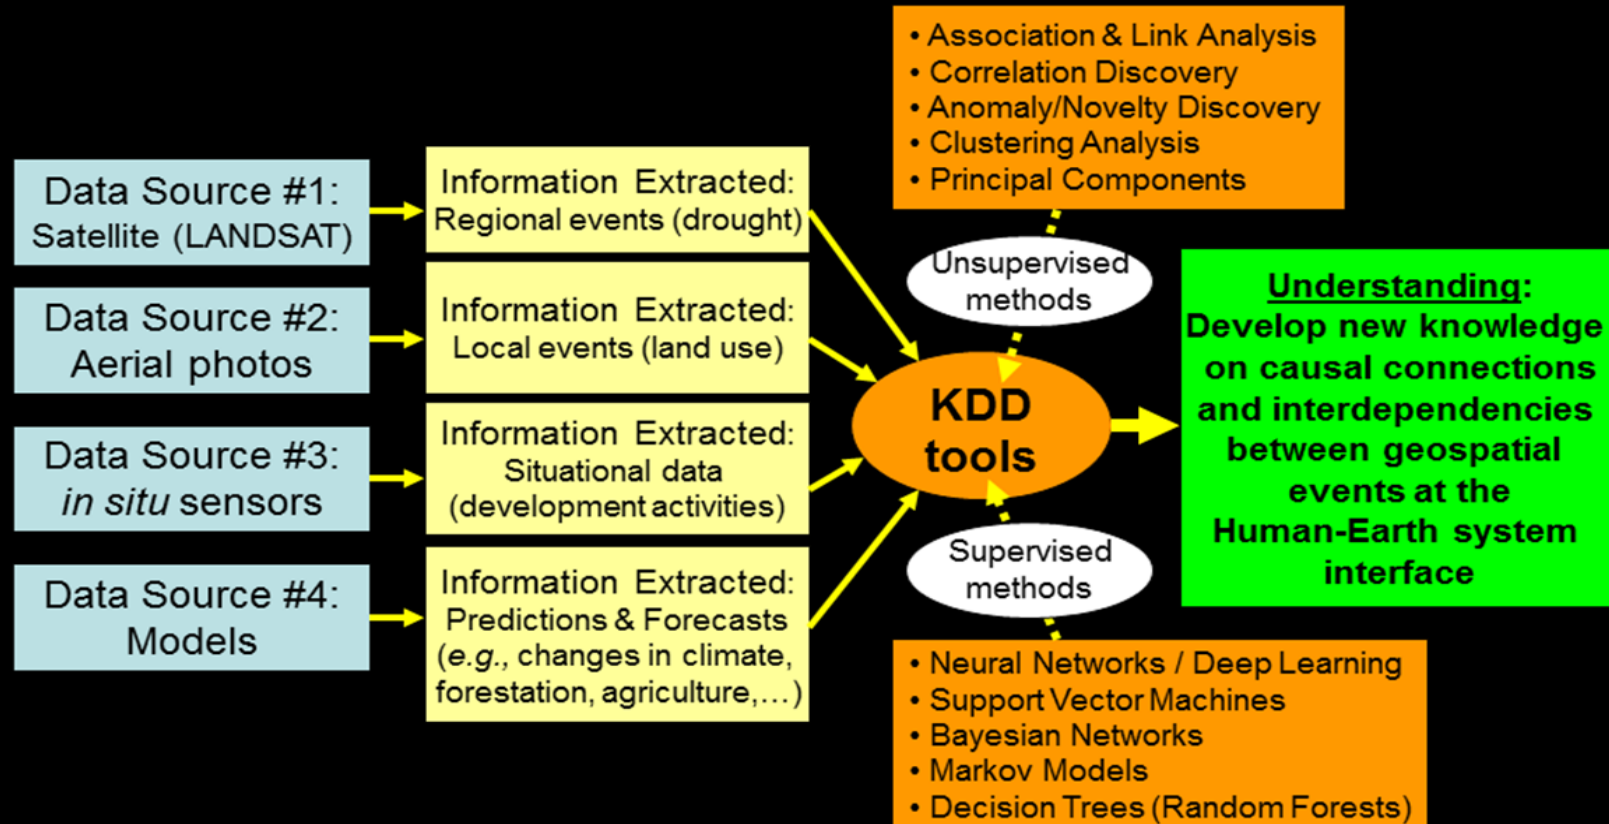 Data Source #1:
Satellite (LANDSAT)
Data Source #2:
Aerial photos
Data Source #3:
in situ sensors
Data Source #4:
Models
Information Extracted:
Regional events (drought)
Information Extracted:
Local events (land use)
Information Extracted:
Situational data
(development activities)
Information Extracted:
Predictions & Forecasts
(e.g., changes in climate,
forestation, agriculture,…)
• Association & Link Analysis
• Correlation Discovery
• Anomaly/Novelty Discovery
• Clustering Analysis
• Principal Components
Unsupervised
methods
KDD
tools
Supervised
methods
• Neural Networks / Deep Learning
• Support Vector Machines
• Bayesian Networks
• Markov Models
• Decision Trees (Random Forests)
Understanding:
Develop new knowledge
on causal connections
and interdependencies
between geospatial
events at the
Human-Earth system
interface